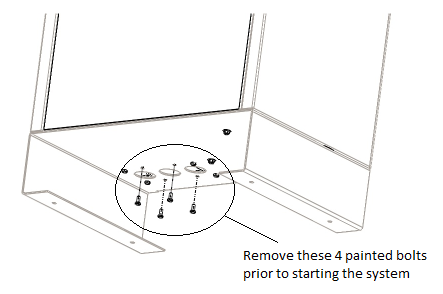 Remove these 4 painted bolts
prior to starting the system